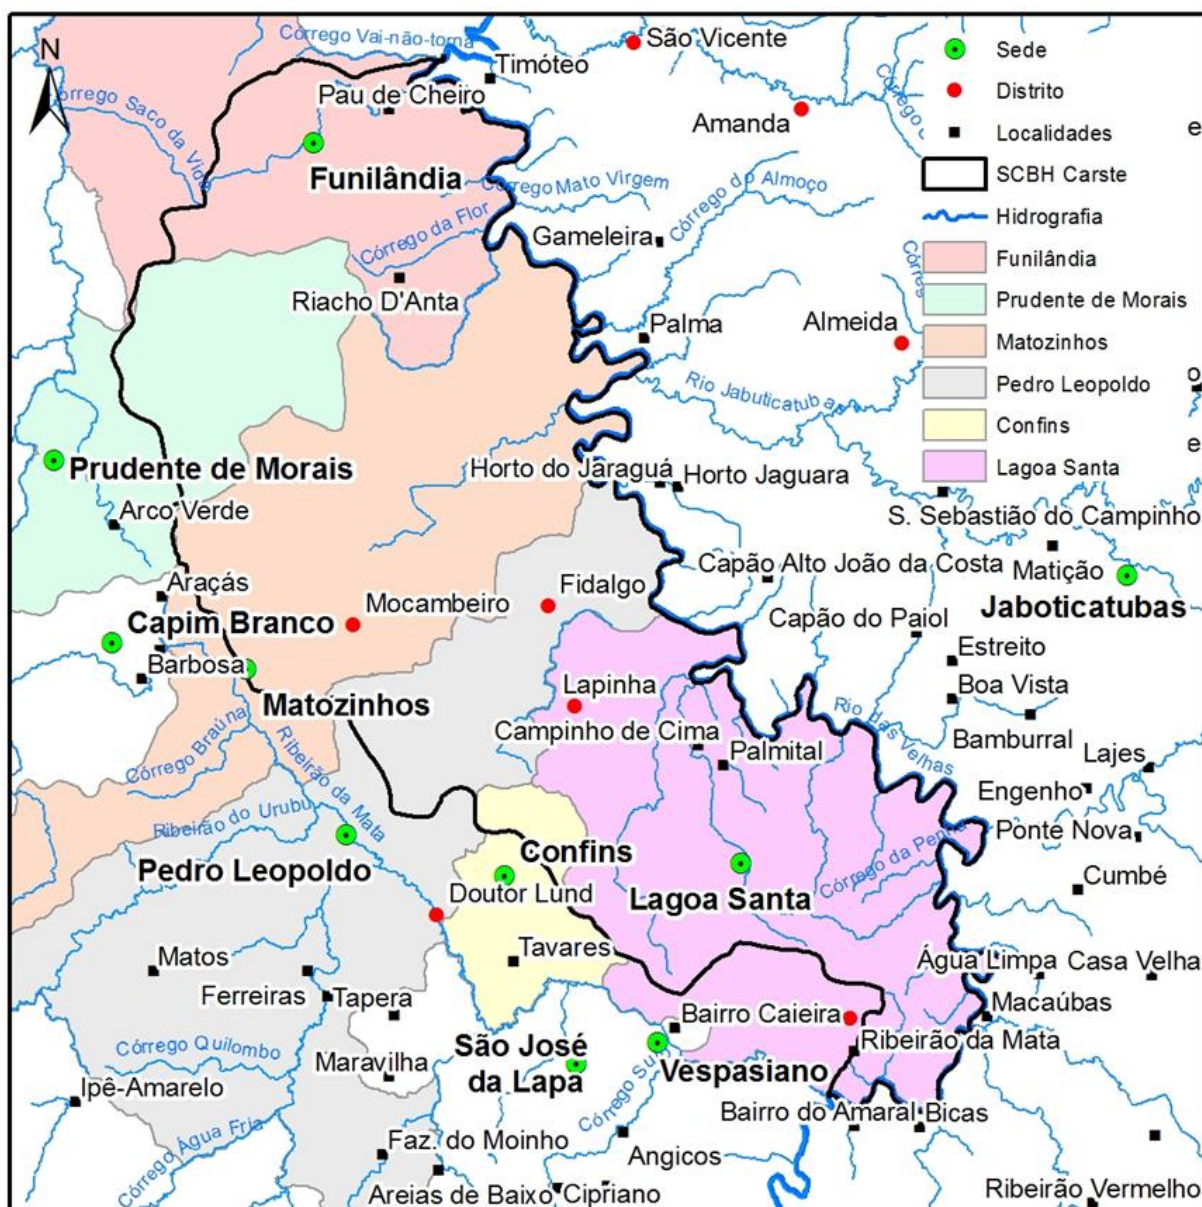 Córrego Vai-não-torna
São Vicente
Sede
N
Timóteo
Córrego Saco da Vida
Pau de Cheiro
Amanda
Distrito
Localidades
e
SCBH Carste
Funilândia
Córrego Mato Virgem
Córrego do Almoço
Hidrografia
Córrego da Flor
Gameleira
Funilândia
Riacho D'Anta
Prudente de Morais
Palma
Almeida
Matozinhos
Rio Jabuticatubas
o
Pedro Leopoldo
Confins
e
Prudente de Morais
Horto do Jaraguá
Horto Jaguara
Lagoa Santa
Arco Verde
S. Sebastião do Campinho
Araçás
Mocambeiro
Fidalgo
Capão Alto
João da Costa
Matição
Jaboticatubas
Capim Branco
Capão do Paiol
Barbosa
Estreito
Matozinhos
Lapinha
Boa Vista
Córrego Braúna
Ribeirão da Mata
Campinho de Cima
Palmital
Rio das Velhas
Bamburral
Lajes
Engenho
Ribeirão do Urubu
Ponte Nova
Pedro Leopoldo
Confins
Córrego da Penha
Cumbé
Doutor Lund
Lagoa Santa
Matos
Tavares
Água Limpa
Casa Velha
Ferreiras
Tapera
Bairro Caieira
Macaúbas
Córrego Quilombo
Maravilha
São José
da Lapa
Vespasiano
Ribeirão da Mata
Ipê-Amarelo
Bairro do Amaral
Bicas
Córrego Água Fria
Faz. do Moinho
Angicos
Areias de Baixo
Cipriano
Ribeirão Vermelho